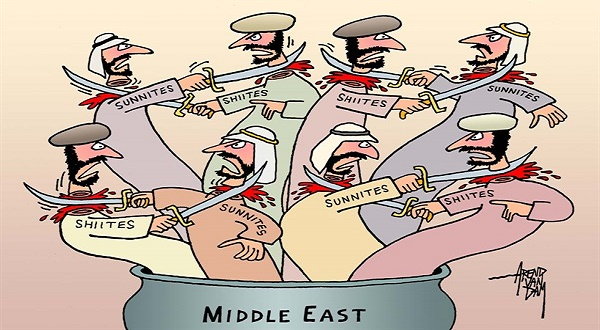 SUNNITES
SHIITES
SHIITES
SUNNITES
SHIITES
SUNNITES
SUNNITES
SHIITES
AREND
VAN
DAM
MIDDLE EAST